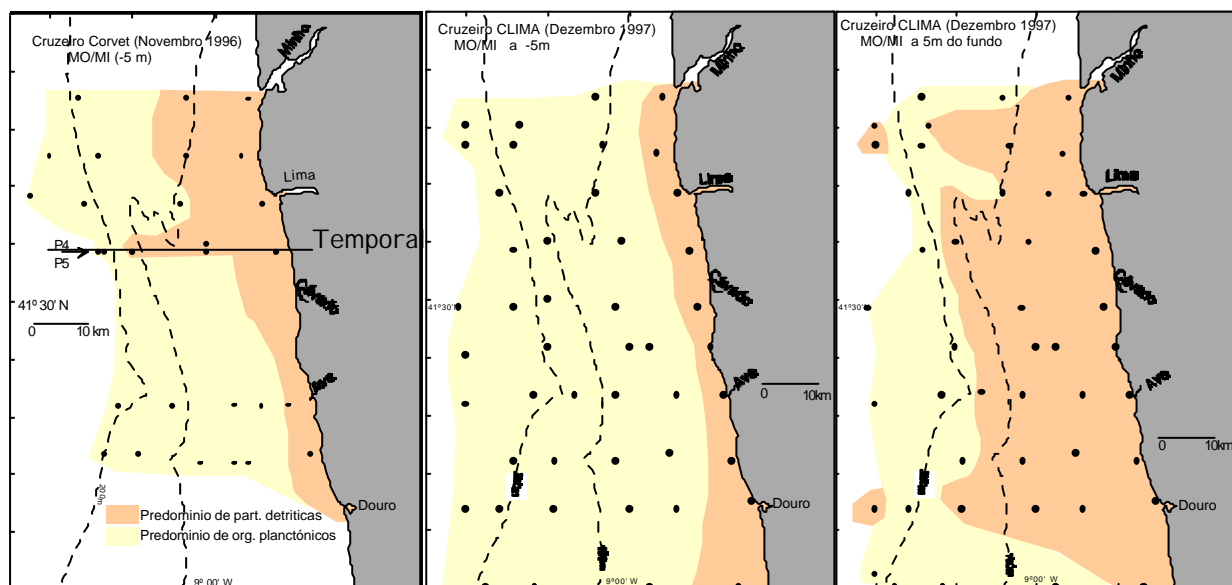 Cruzeiro Corvet (Novembro 1996)
MO/MI (-5 m)
Minho
Lima
P4
P5
Tempora
Cávado
41º 30' N
0 10 km
Ave
200m
Douro
Predominio de part. detriticas
Predominio de org. planctónicos
9º 00' W
Cruzeiro CLIMA (Dezembro 1997)
MO/MI a -5m
Minho
Lima
Cávado
41º30'N
Ave
0 10km
Douro
9º00' W
Cruzeiro CLIMA (Dezembro 1997)
MO/MI a 5m do fundo
Minho
Lima
Cávado
41º30'N
Ave
0 10km
Douro
9º00' W